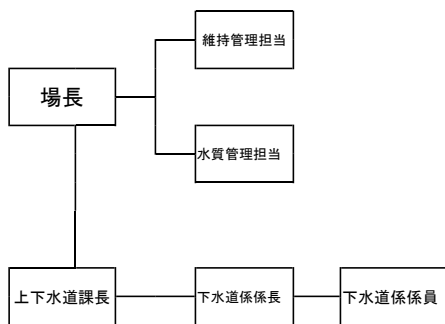 維持管理担当
場長
水質管理担当
上下水道課長
下水道係係長
下水道係係員